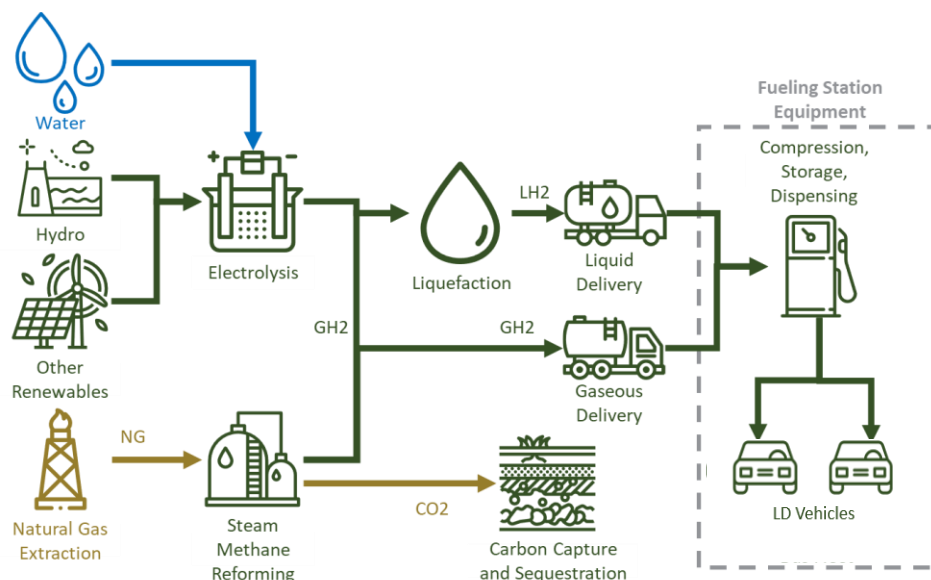 Fueling Station
Equipment
Water
Compression,
Storage,
Dispensing
+ −
LH2
Hydro
Electrolysis
Liquefaction
Liquid
Delivery
GH2
GH2
Other
Renewables
Gaseous
Delivery
NG
CO2
Natural Gas
Extraction
Steam
Methane
Reforming
Carbon Capture
and Sequestration
LD Vehicles